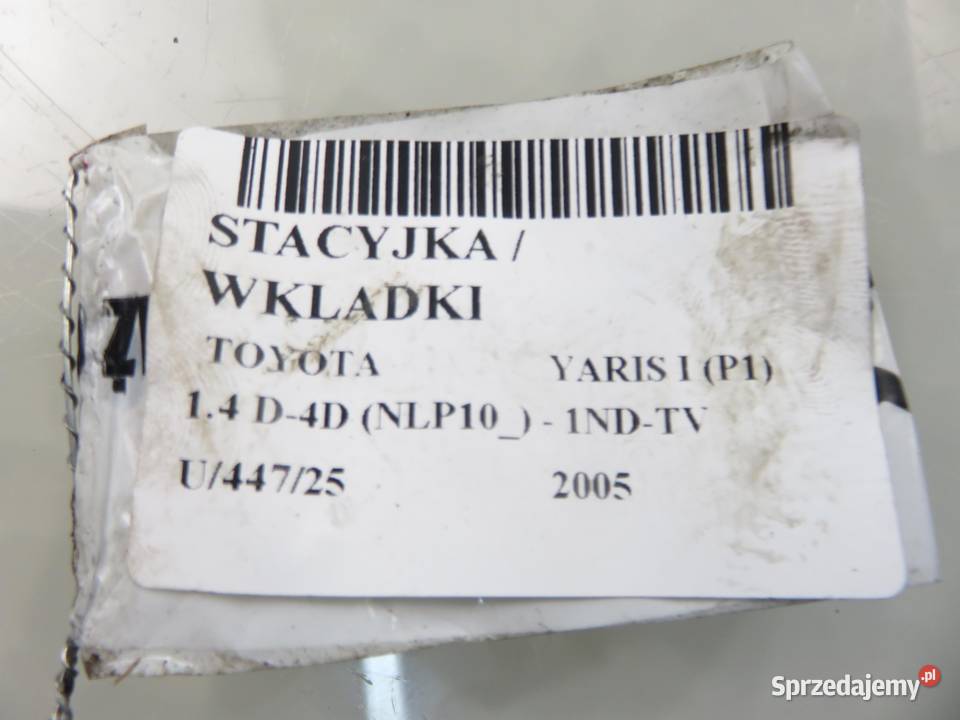 STACYJKA /
WKLADKI
TOYOTA YARIS I (P1)
1.4 D-4D (NLP10_) - 1ND-TV
U/447/25 2005
Sprzedajemy.pl